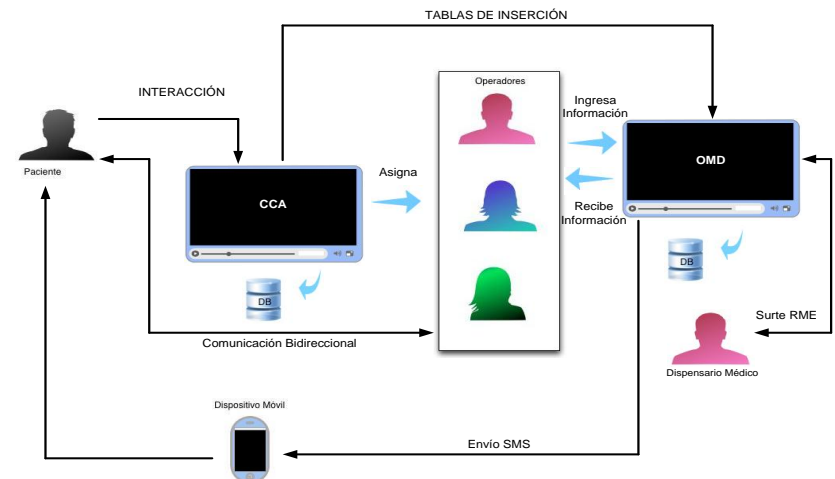 TABLAS DE INSERCIÓN
Operadores
INTERACCIÓN
Ingresa
Información
Paciente
CCA
Asigna
OMD
Recibe
Información
DB
DB
Comunicación Bidireccional
Surte RME
Dispensario Médico
Dispositivo Móvil
Envío SMS